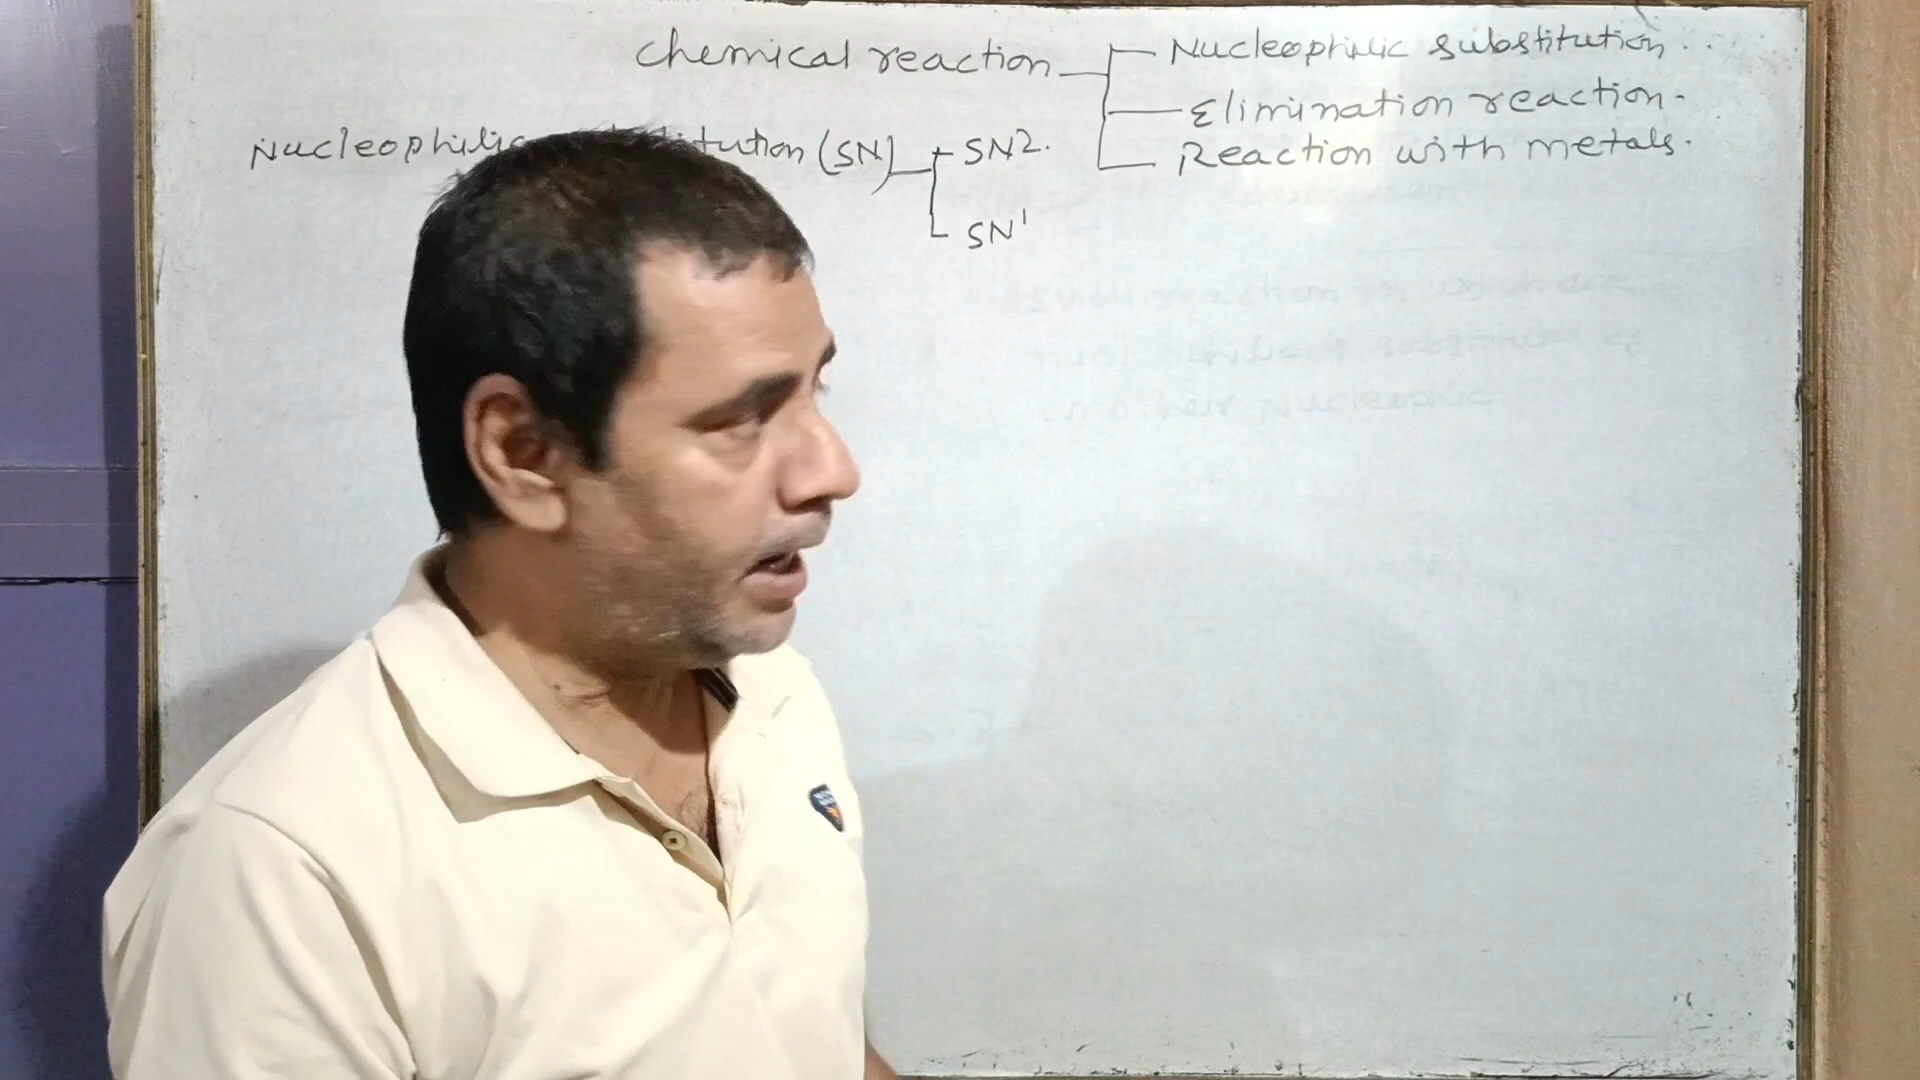 Chemical reaction
Nucleophilic substitution.
Elimination reaction.
Reaction with metals.
Nucleophilic tution (SN)
SN2.
SN1